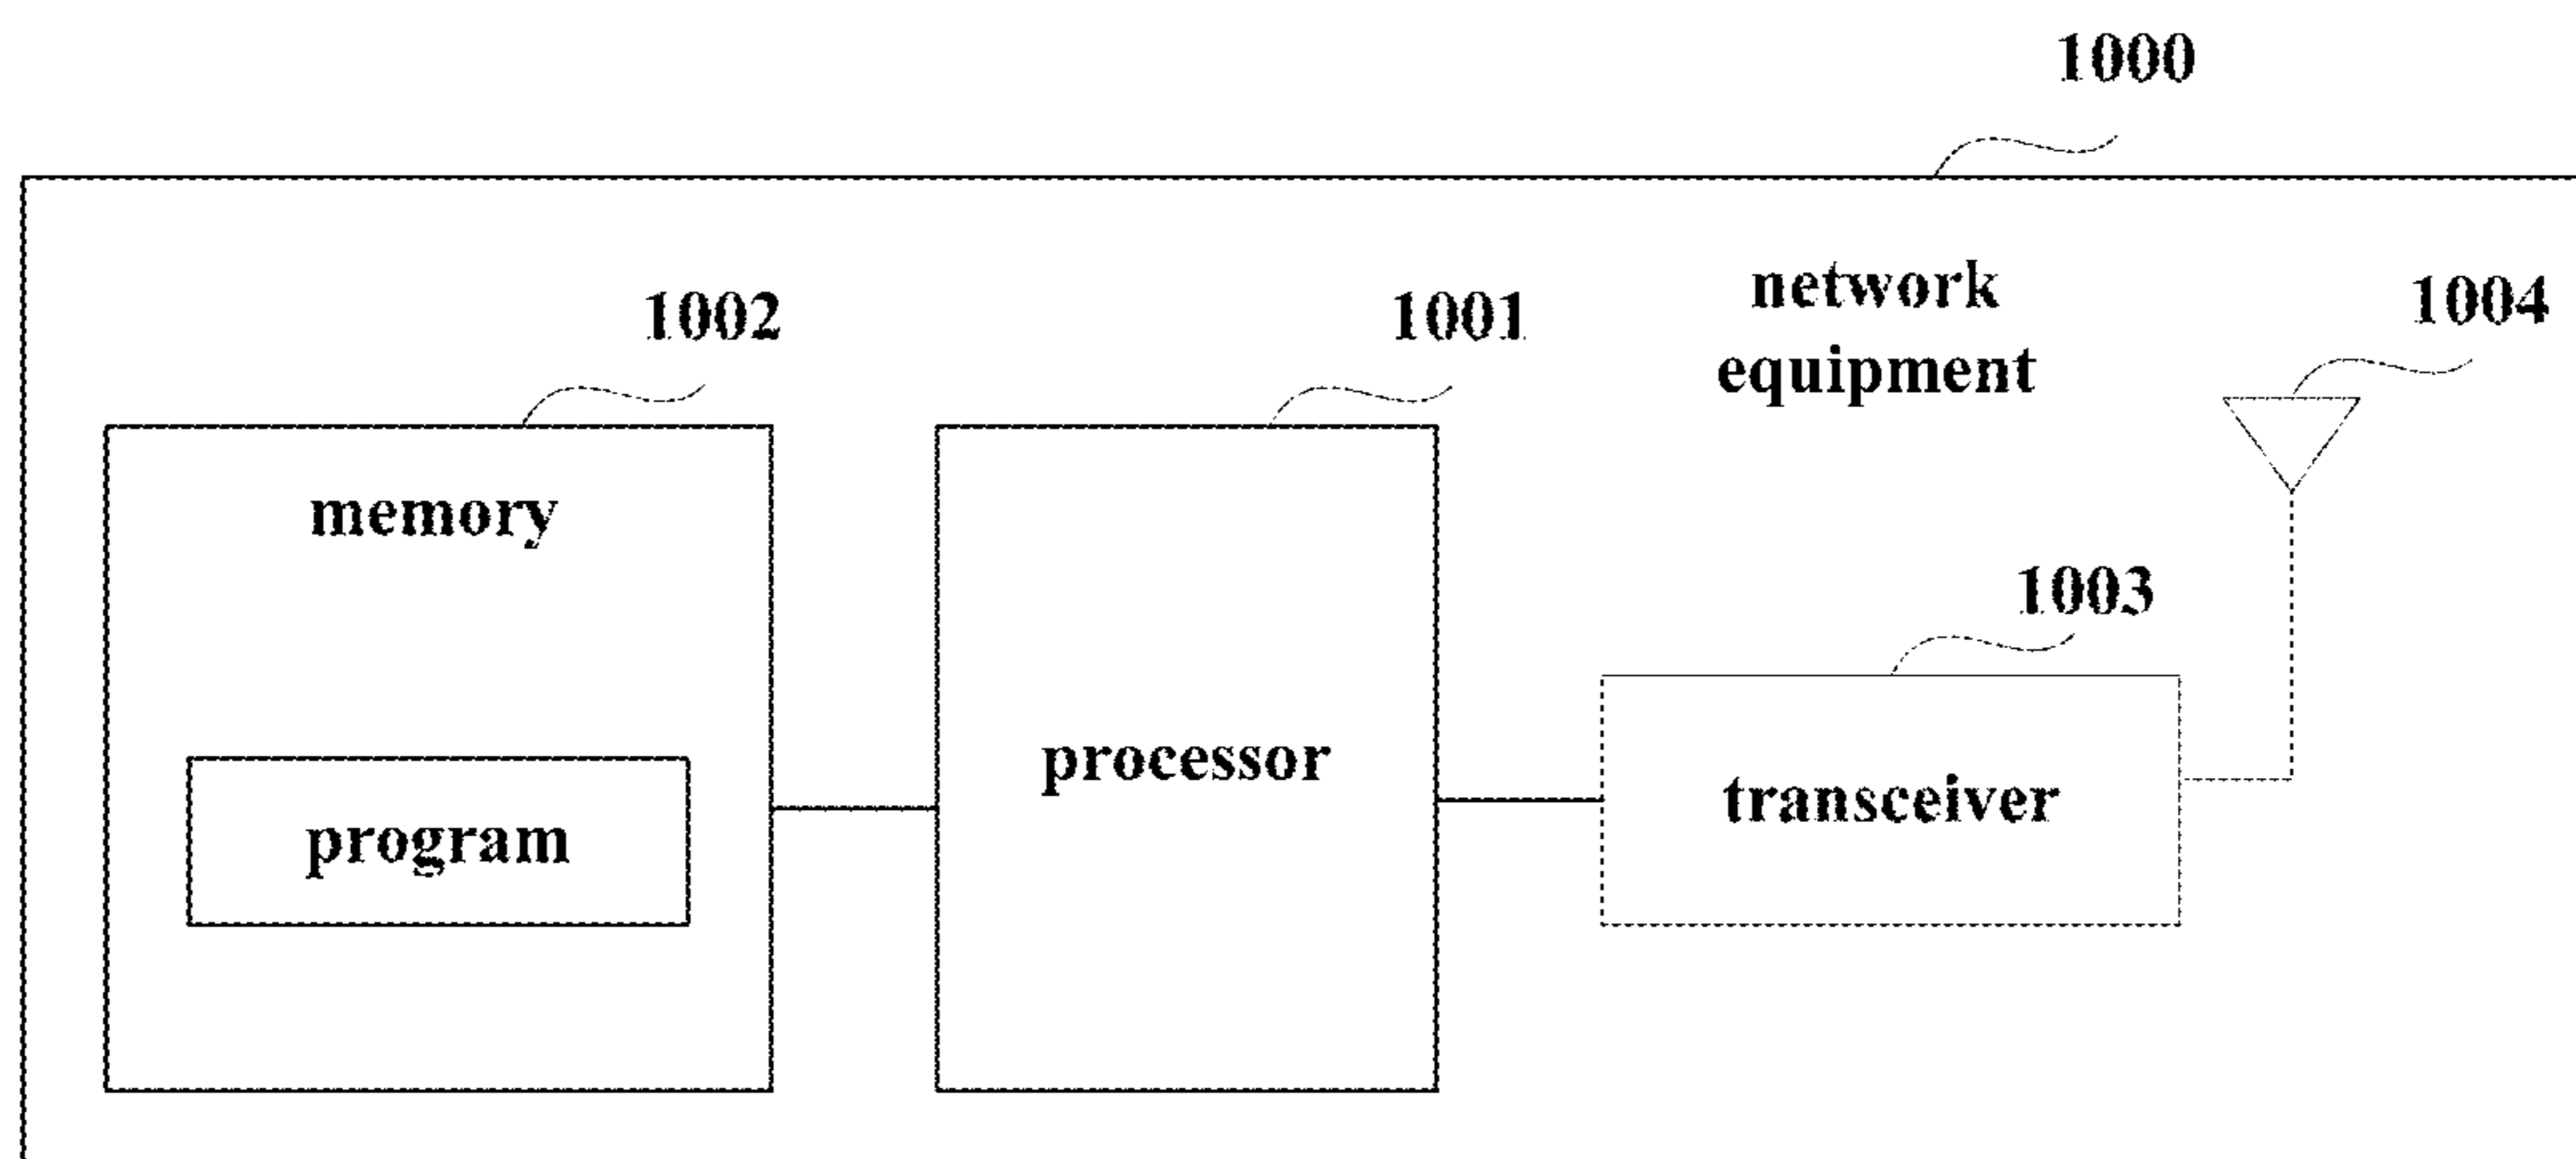 1000
network
equipment
1002
1001
1004
memory
1003
processor
transceiver
program